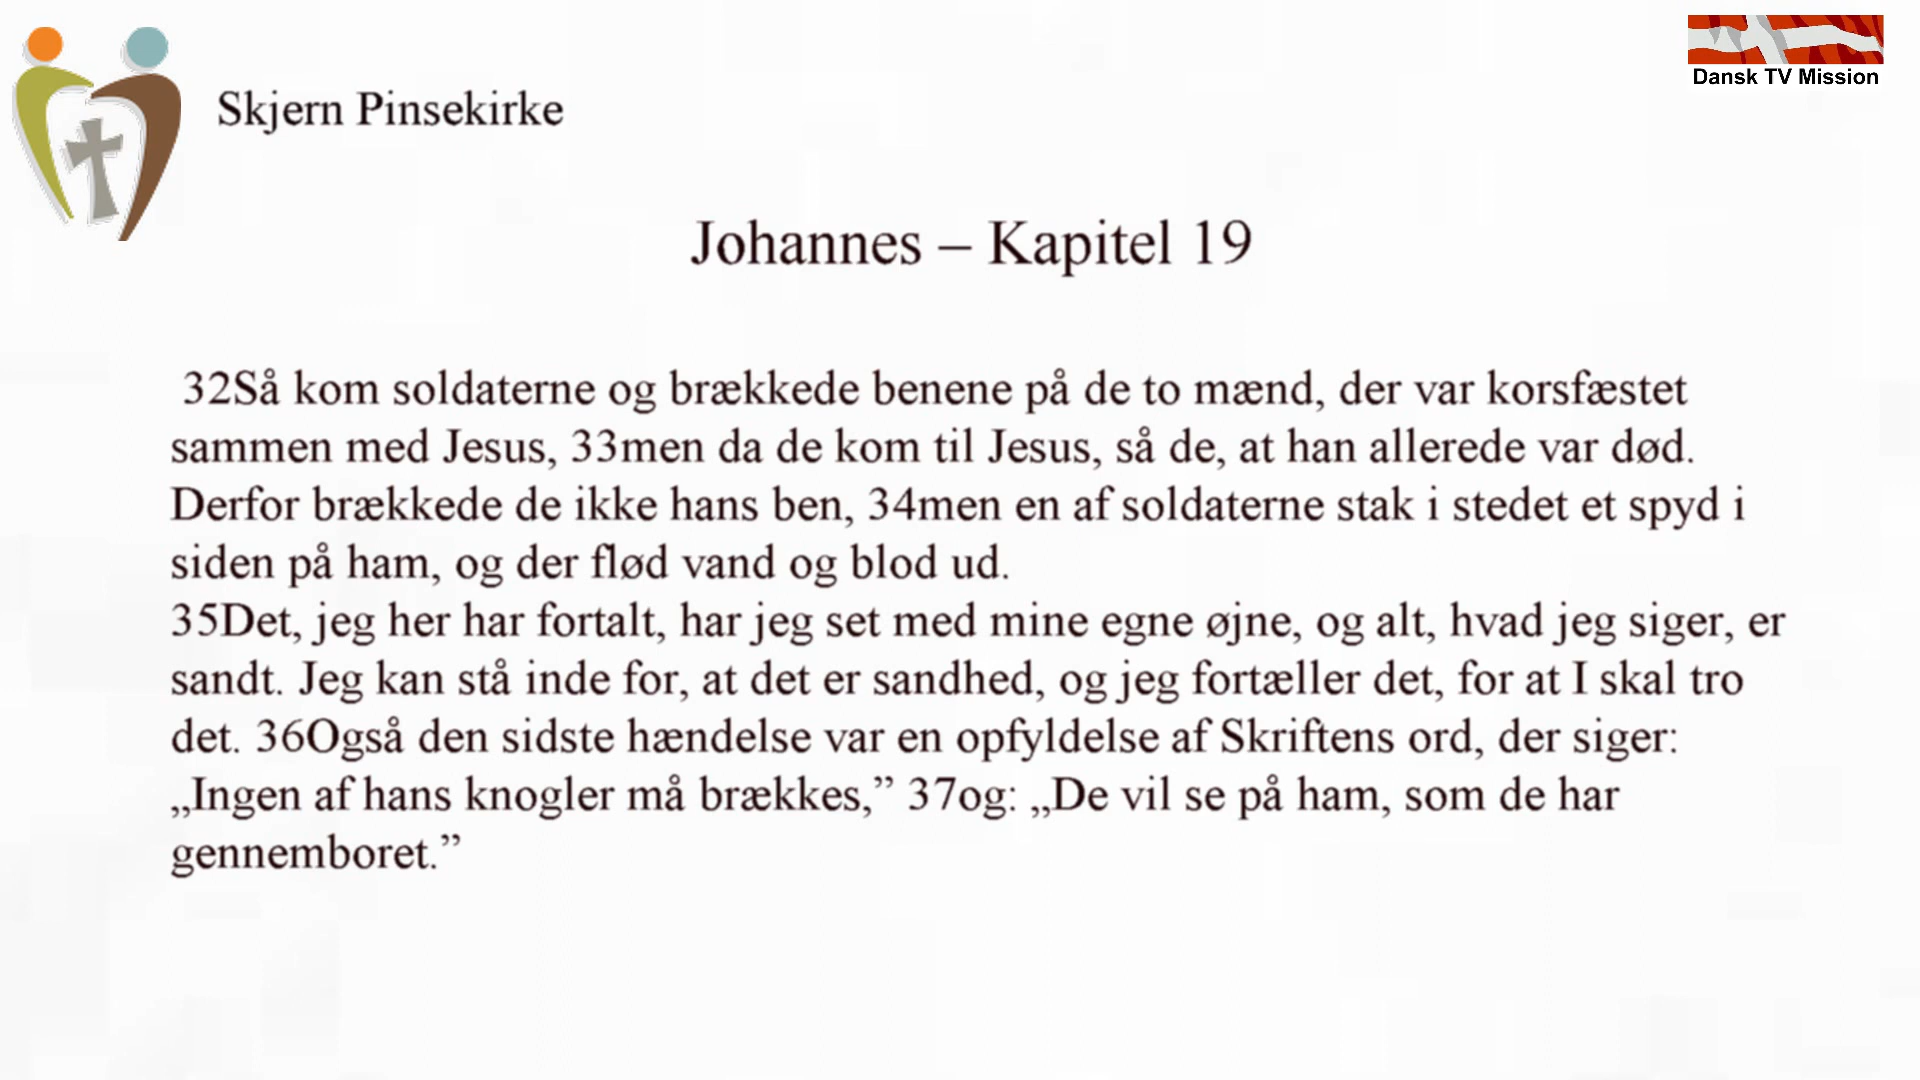 Skjern Pinsekirke
Dansk TV Mission
Johannes – Kapitel 19
32Så kom soldaterne og brækkede benene på de to mænd, der var korsfæstet
sammen med Jesus, 33men da de kom til Jesus, så de, at han allerede var død.
Derfor brækkede de ikke hans ben, 34men en af soldaterne stak i stedet et spyd i
siden på ham, og der flød vand og blod ud.
35Det, jeg her har fortalt, har jeg set med mine egne øjne, og alt, hvad jeg siger, er
sandt. Jeg kan stå inde for, at det er sandhed, og jeg fortæller det, for at I skal tro
det. 36Også den sidste hændelse var en opfyldelse af Skriftens ord, der siger:
„Ingen af hans knogler må brækkes,” 37og: „De vil se på ham, som de har
gennemboret.”